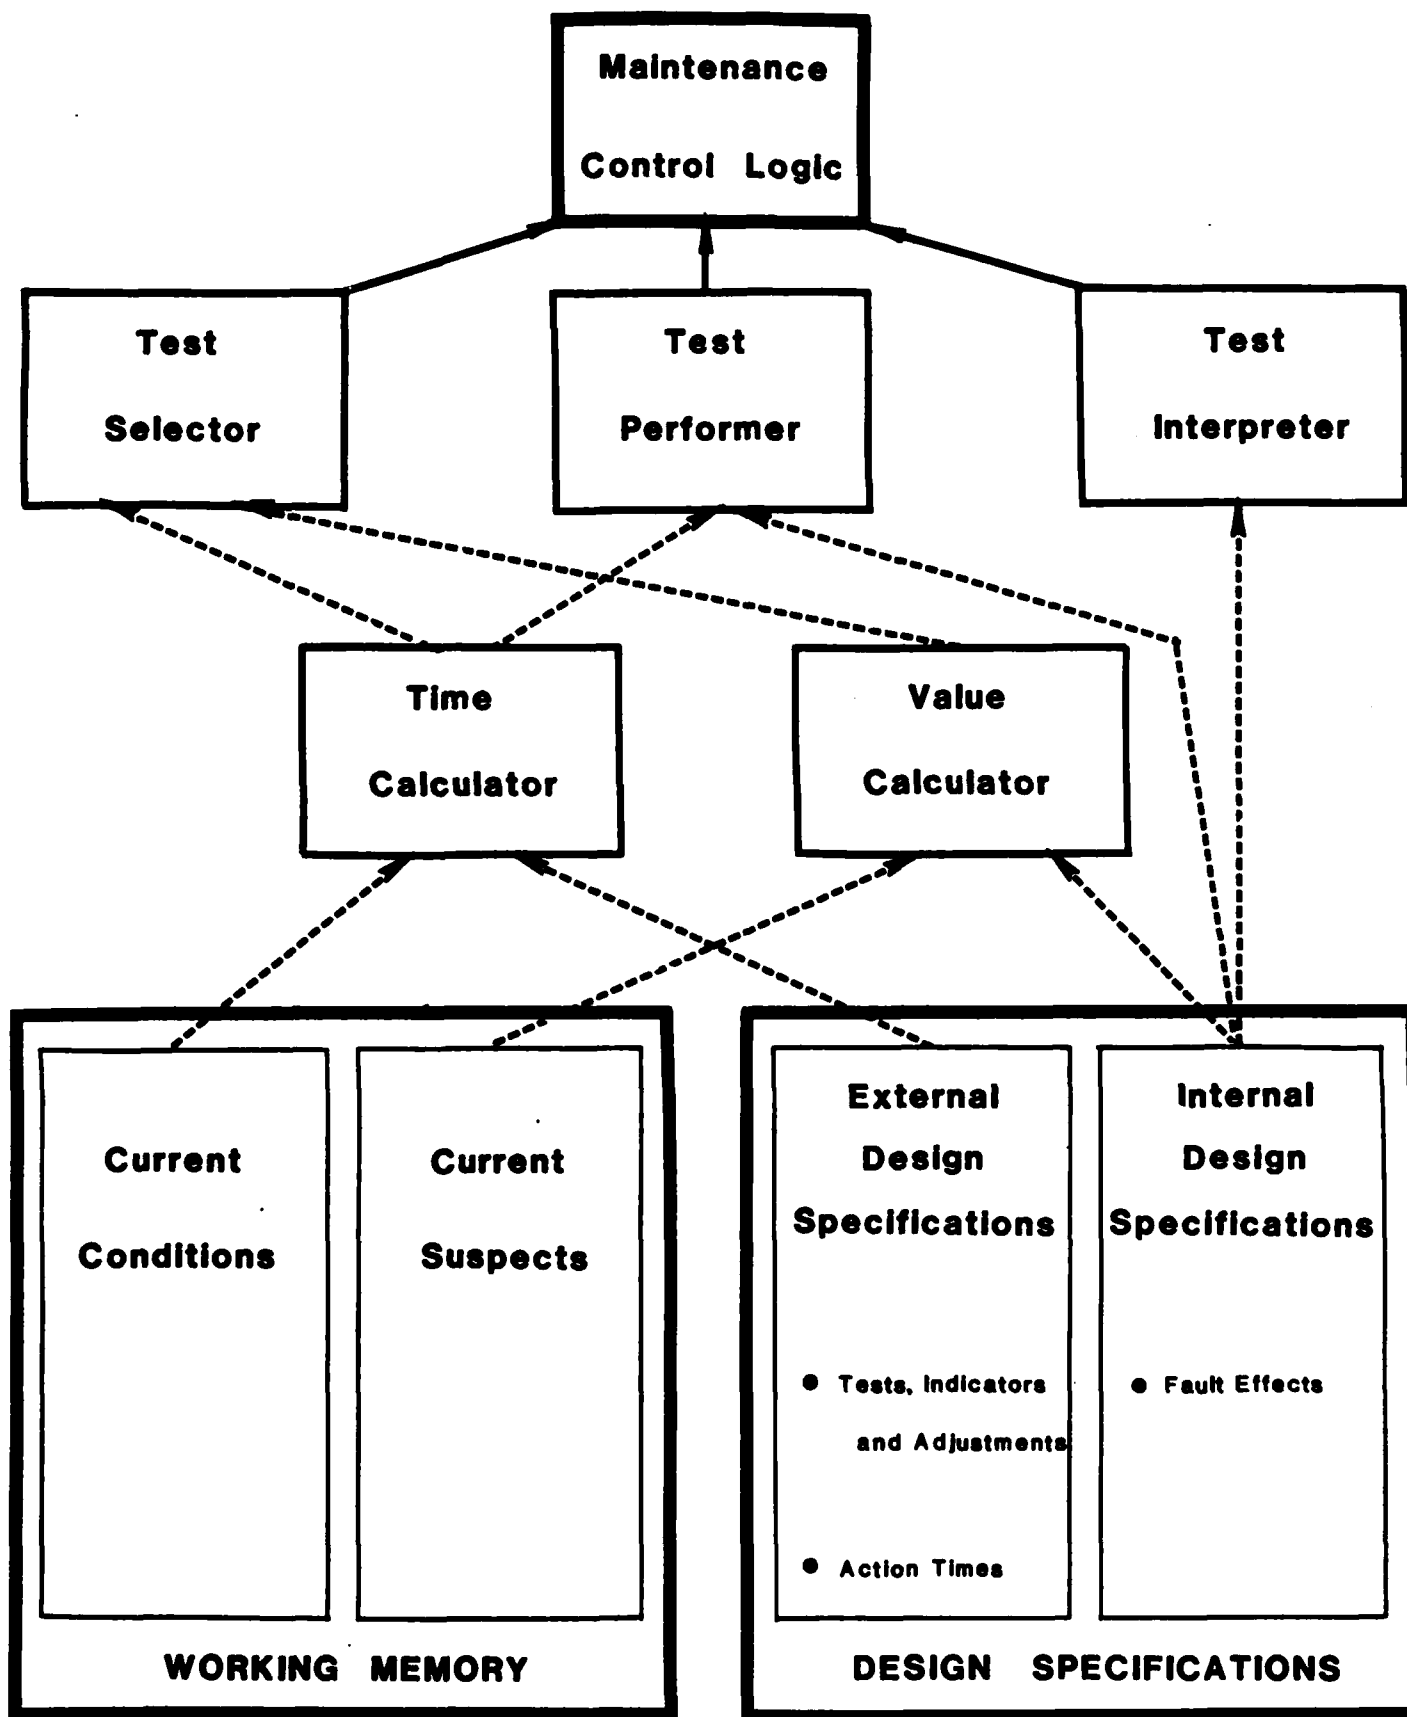 Maintenance
Control Logic
Test
Selector
Test
Performer
Test
Interpreter
Time
Calculator
Value
Calculator
Current
Conditions
Current
Suspects
External
Design
Specifications
• Tests, Indicators
and Adjustments
• Action Times
Internal
Design
Specifications
• Fault Effects
WORKING MEMORY
DESIGN SPECIFICATIONS